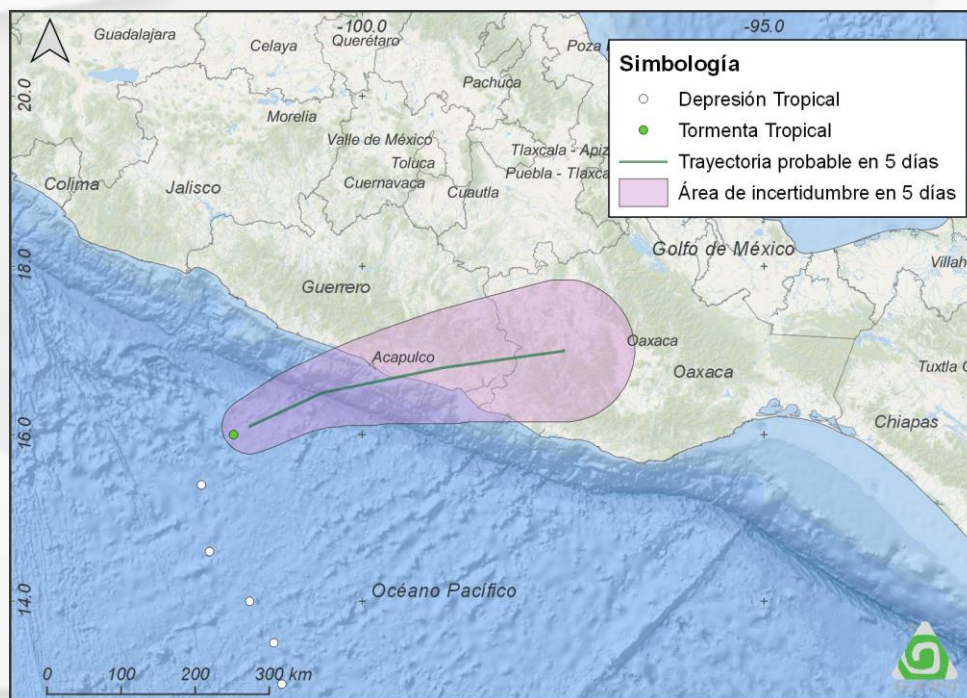 -100.0
-95.0
Guadalajara
Celaya
Querétaro
Poza
Pachuca
Morelia
Valle de México
Toluca
Cuernavaca
Cuautla
Tlaxcala - Apiz
Puebla - Tlaxca
Colima
Jalisco
Simbología
Depresión Tropical
Tormenta Tropical
Trayectoria probable en 5 días
Área de incertidumbre en 5 días
20.0
18.0
16.0
14.0
Golfo de México
Villah
Guerrero
Acapulco
Oaxaca
Oaxaca
Tuxtla
Chiapas
Océano Pacífico
0 100 200 300 km